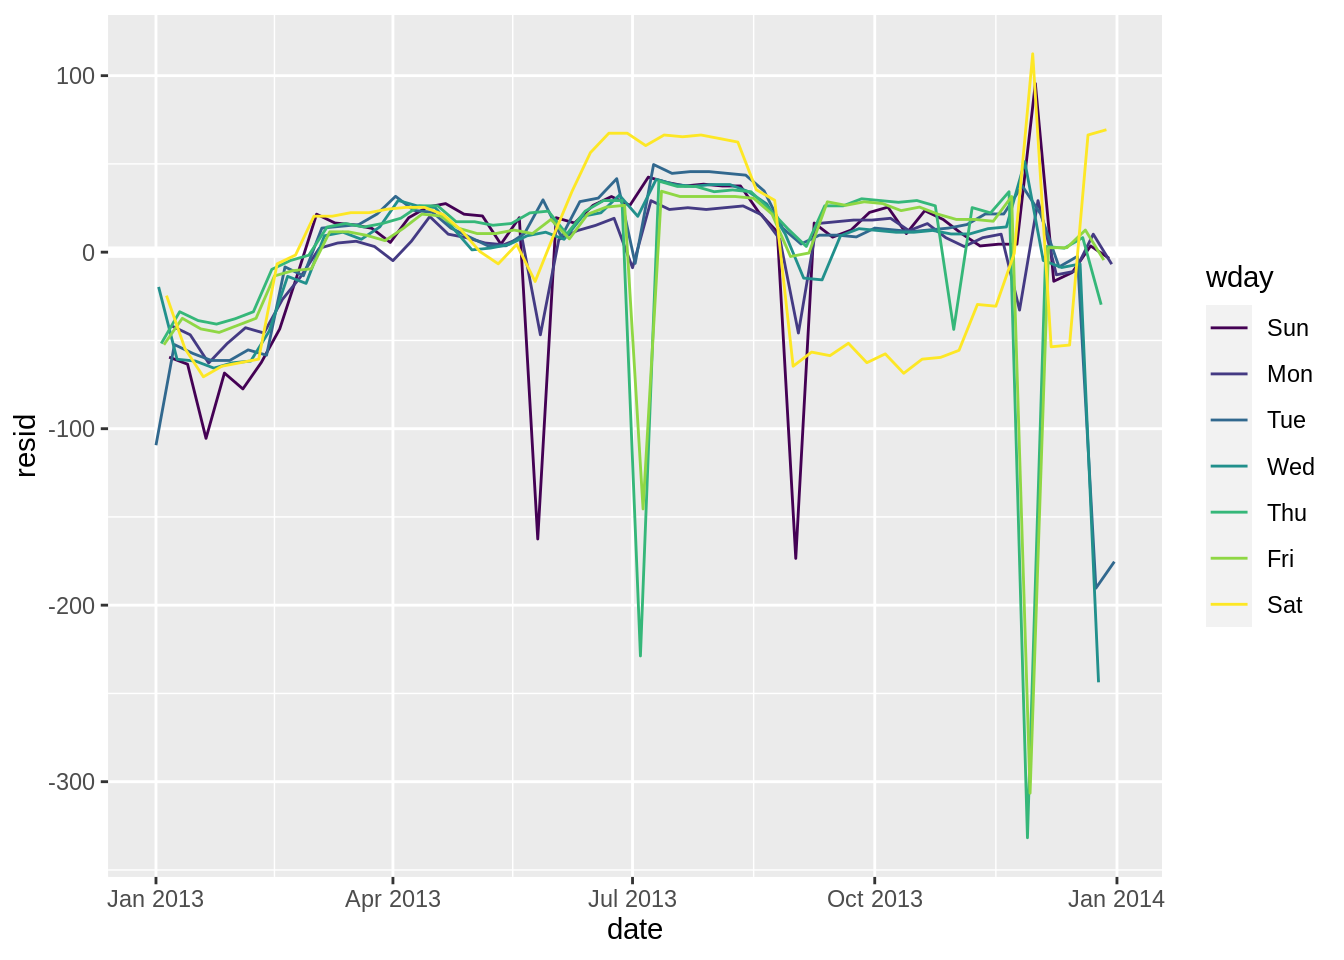 100
0
-100
-200
-300
resid
Jan 2013
Apr 2013
Jul 2013
Oct 2013
Jan 2014
date
wday
Sun
Mon
Tue
Wed
Thu
Fri
Sat